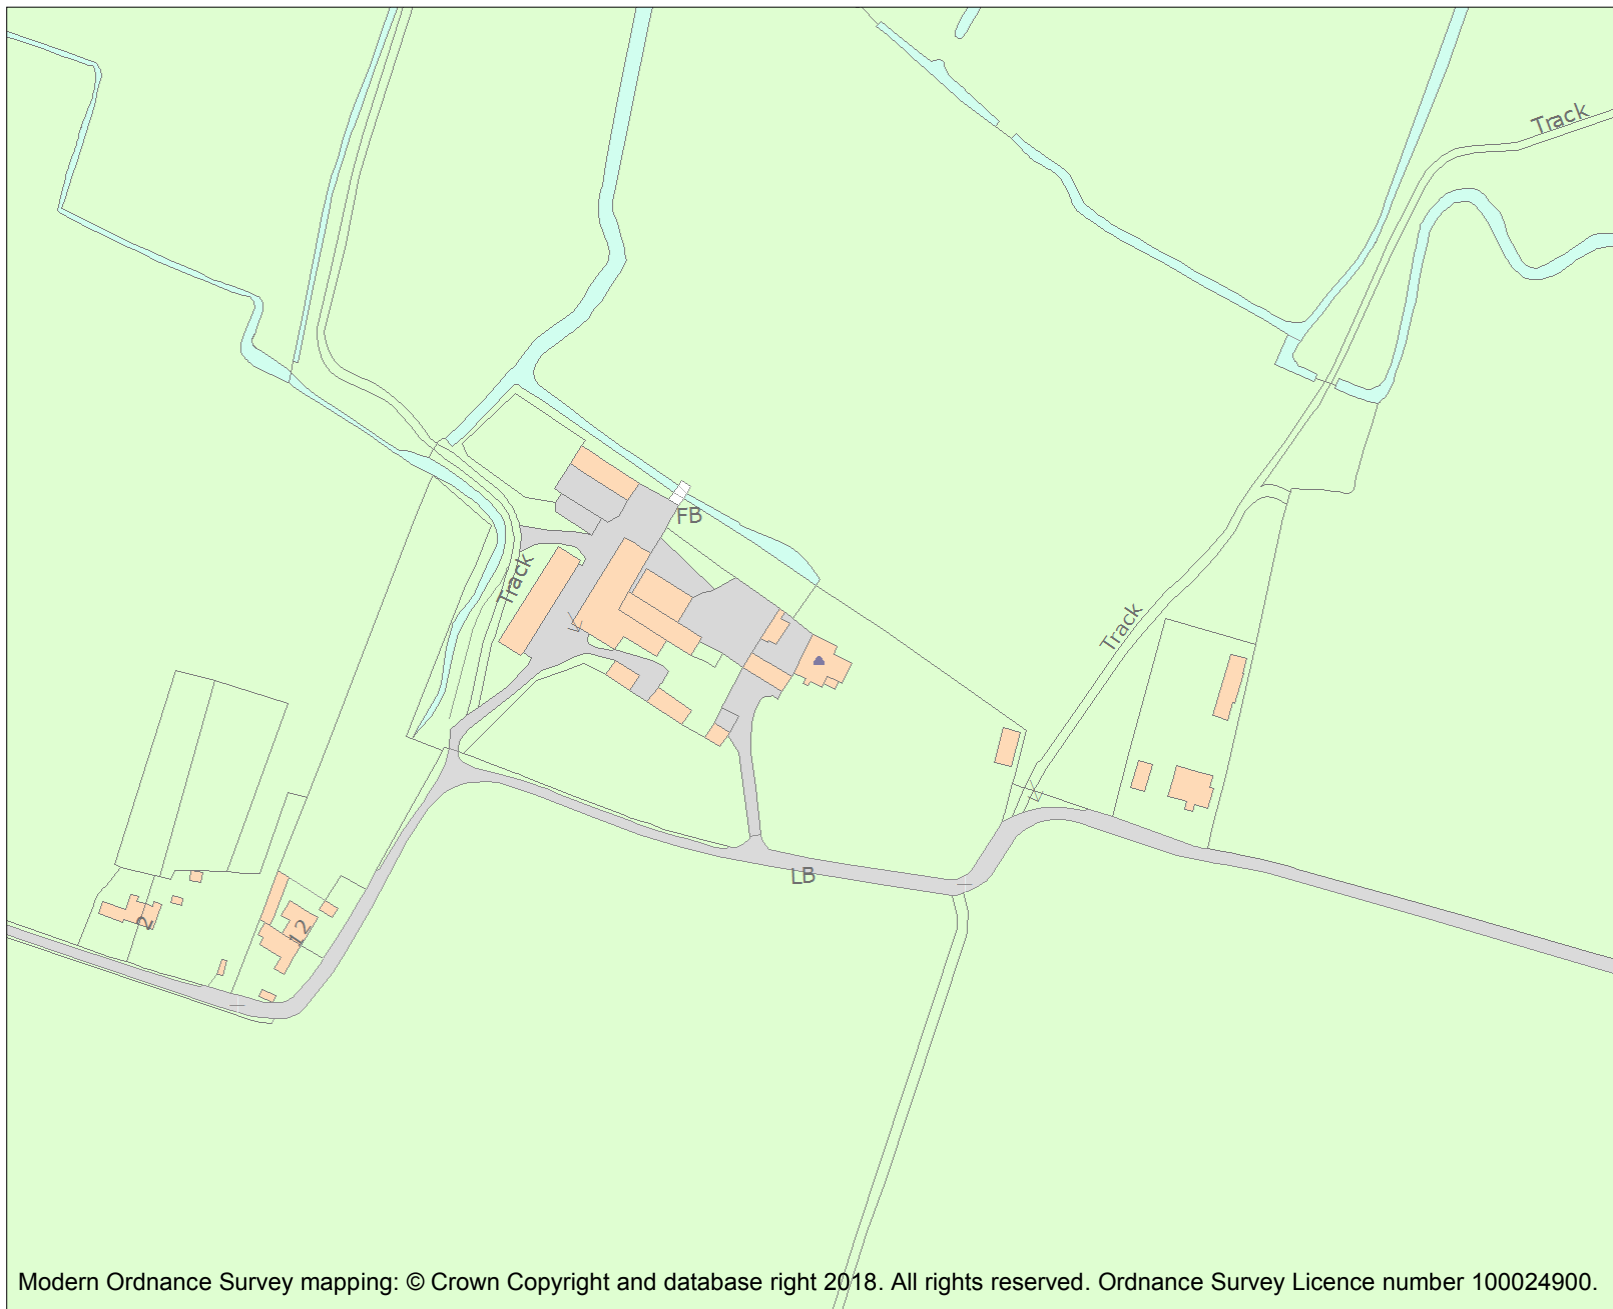 Track
FB
Track
Track
LB
2
12
Modern Ordnance Survey mapping: © Crown Copyright and database right 2018. All rights reserved. Ordnance Survey Licence number 100024900.